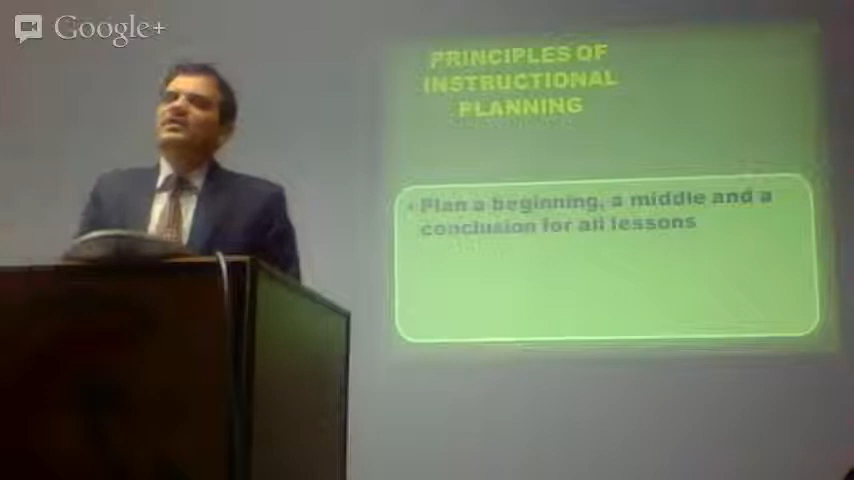 Google+
PRINCIPLES OF
INSTRUCTIONAL
PLANNING
• Plan a beginning, a middle and a
conclusion for all lessons